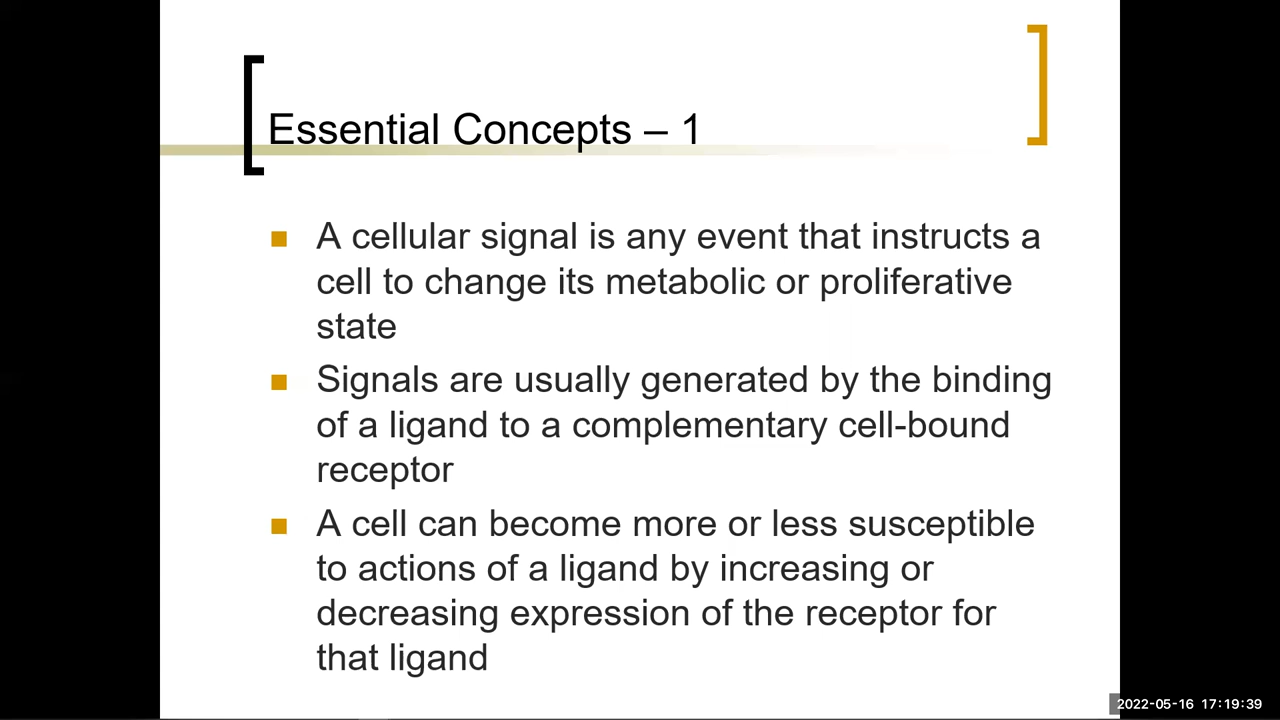 Essential Concepts – 1
A cellular signal is any event that instructs a
cell to change its metabolic or proliferative
state
Signals are usually generated by the binding
of a ligand to a complementary cell-bound
receptor
A cell can become more or less susceptible
to actions of a ligand by increasing or
decreasing expression of the receptor for
that ligand
2022-05-16 17:19:39